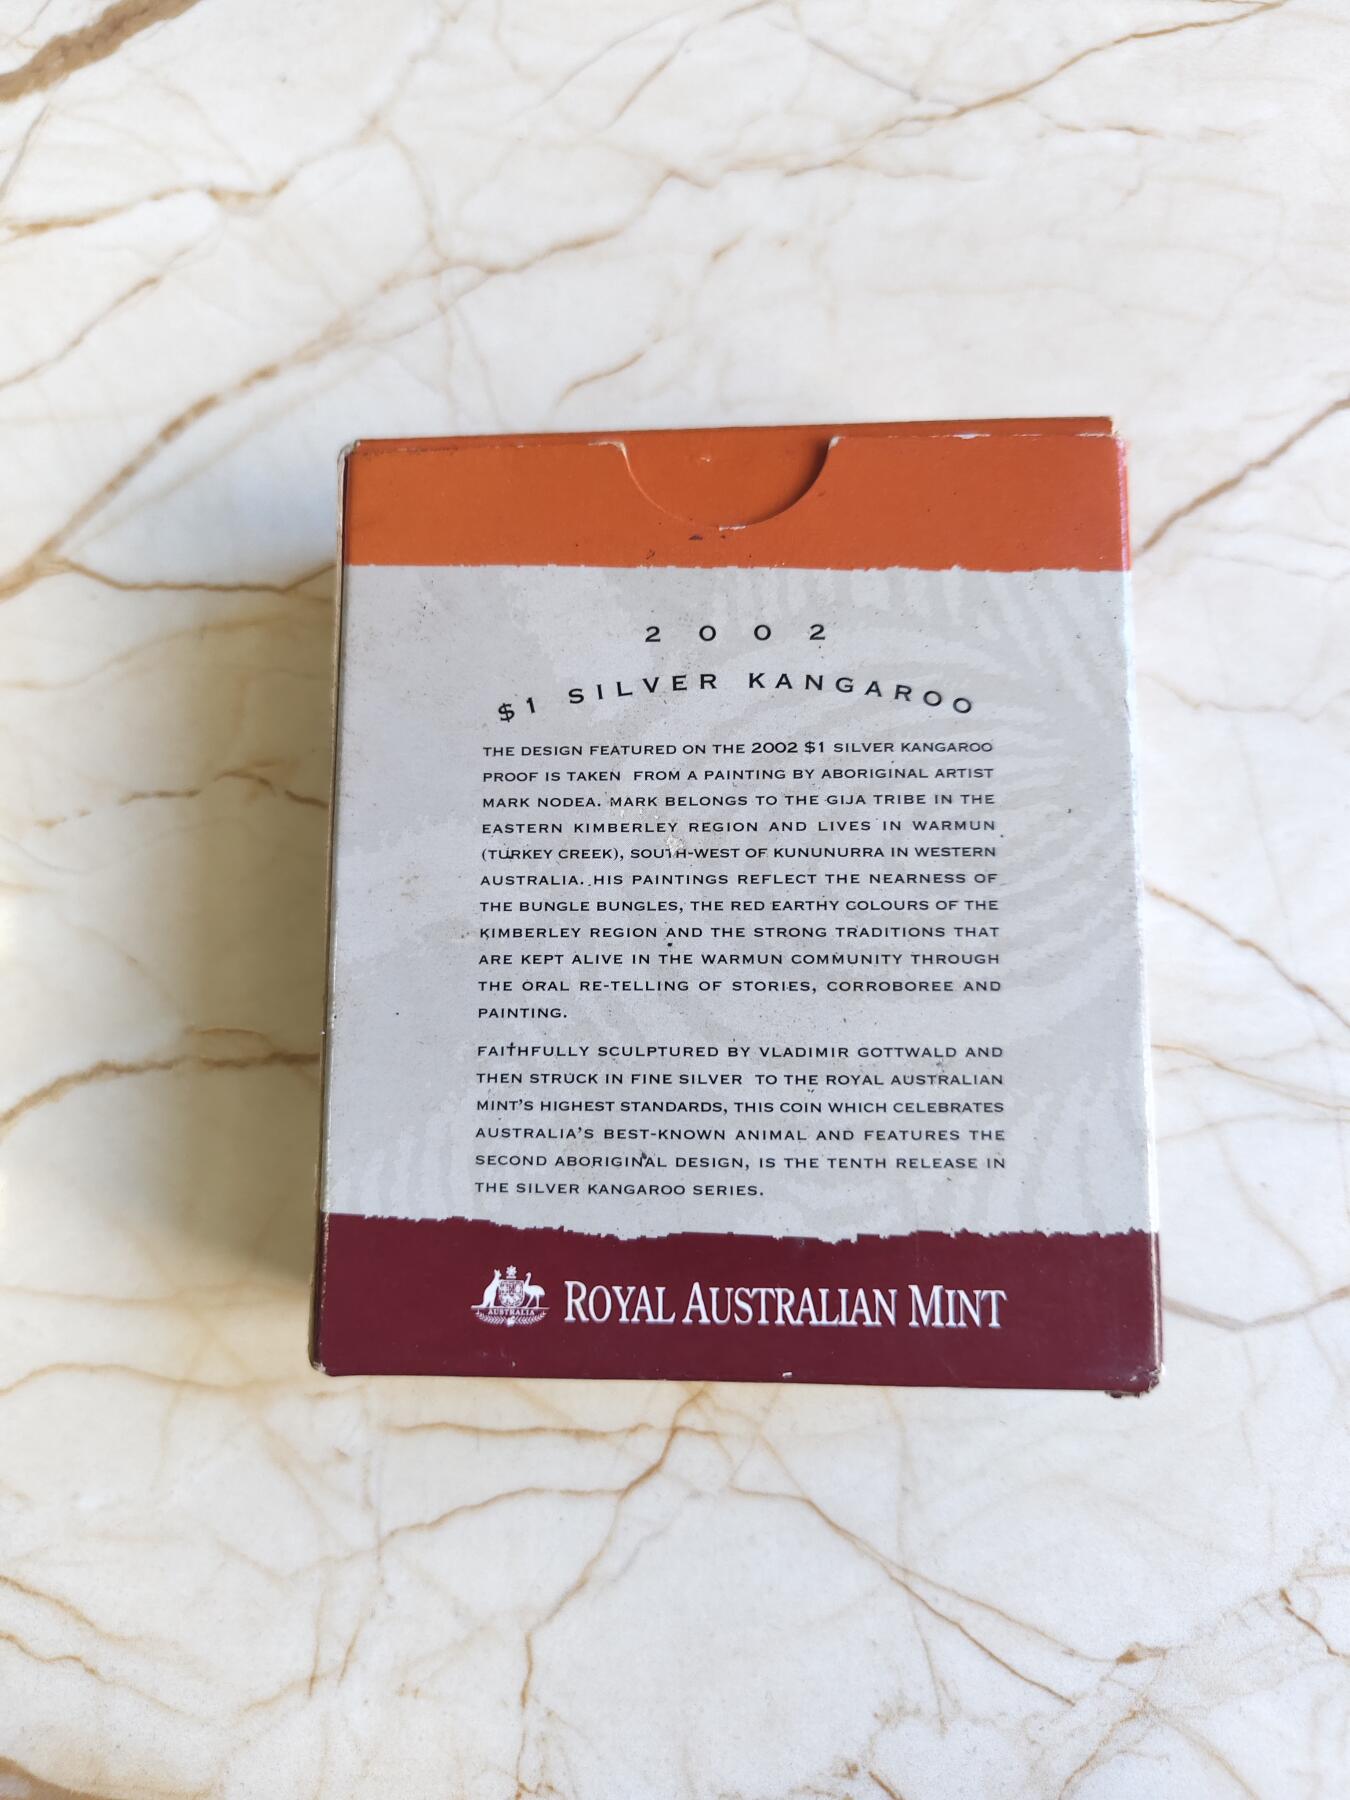 2002
$1 SILVER KANGAROO
THE DESIGN FEATURED ON THE 2002 $1 SILVER KANGAROO
PROOF IS TAKEN FROM A PAINTING BY ABORIGINAL ARTIST
MARK NODEA. MARK BELONGS TO THE GIJA TRIBE IN THE
EASTERN KIMBERLEY REGION AND LIVES IN WARMUN
(TURKEY CREEK), SOUTH-WEST OF KUNUNURRA IN WESTERN
AUSTRALIA. HIS PAINTINGS REFLECT THE NEARNESS OF
THE BUNGLE BUNGLES, THE RED EARTHY COLOURS OF THE
KIMBERLEY REGION AND THE STRONG TRADITIONS THAT
ARE KEPT ALIVE IN THE WARMUN COMMUNITY THROUGH
THE ORAL RE-TELLING OF STORIES, CORROBOREE AND
PAINTING.
FAITHFULLY SCULPTURED BY VLADIMIR GOTTWALD AND
THEN STRUCK IN FINE SILVER TO THE ROYAL AUSTRALIAN
MINT'S HIGHEST STANDARDS, THIS COIN WHICH CELEBRATES
AUSTRALIA'S BEST-KNOWN ANIMAL AND FEATURES THE
SECOND ABORIGINAL DESIGN, IS THE TENTH RELEASE IN
THE SILVER KANGAROO SERIES.
AUSTRALIA
ROYAL AUSTRALIAN MINT